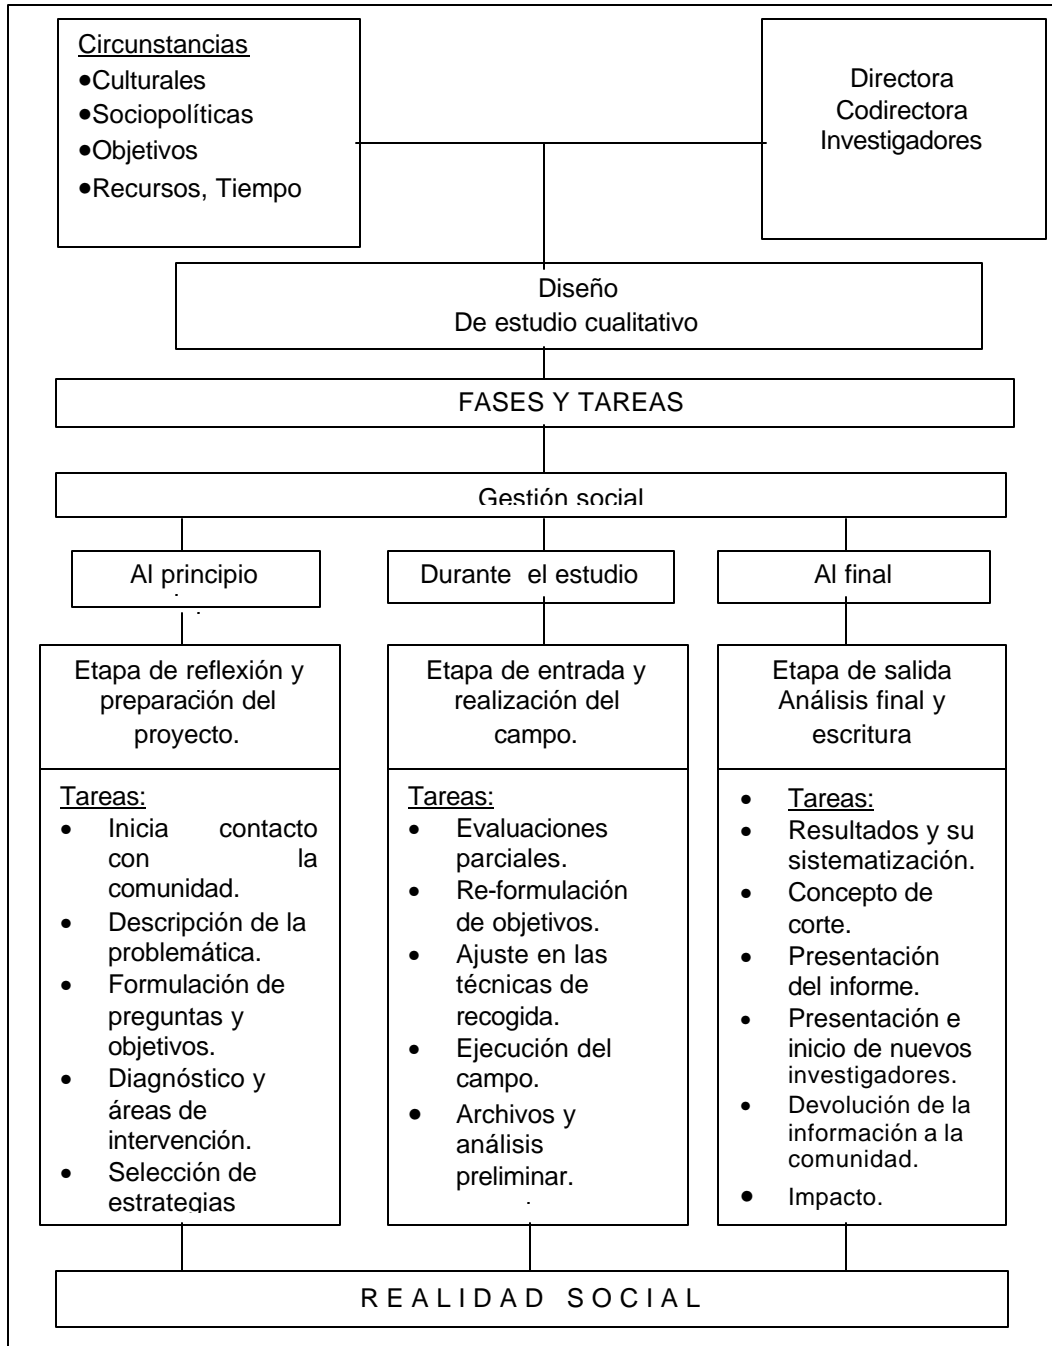 Circunstancias
•Culturales
•Sociopolíticas
•Objetivos
•Recursos, Tiempo
Directora
Codirectora
Investigadores
Diseño
De estudio cualitativo
FASES Y TAREAS
Gestión social
Al principio
Durante el estudio
Al final
Etapa de reflexión y
preparación del
proyecto.
Tareas:
• Inicia contacto
con la
comunidad.
• Descripción de la
problemática.
• Formulación de
preguntas y
objetivos.
• Diagnóstico y
áreas de
intervención.
• Selección de
estrategias
Etapa de entrada y
realización del
campo.
Tareas:
• Evaluaciones
parciales.
• Re-formulación
de objetivos.
• Ajuste en las
técnicas de
recogida.
• Ejecución del
campo.
• Archivos y
análisis
preliminar.
Etapa de salida
Análisis final y
escritura
• Tareas:
• Resultados y su
sistematización.
• Concepto de
corte.
• Presentación
del informe.
• Presentación e
inicio de nuevos
investigadores.
• Devolución de la
información a la
comunidad.
• Impacto.
REALIDAD SOCIAL